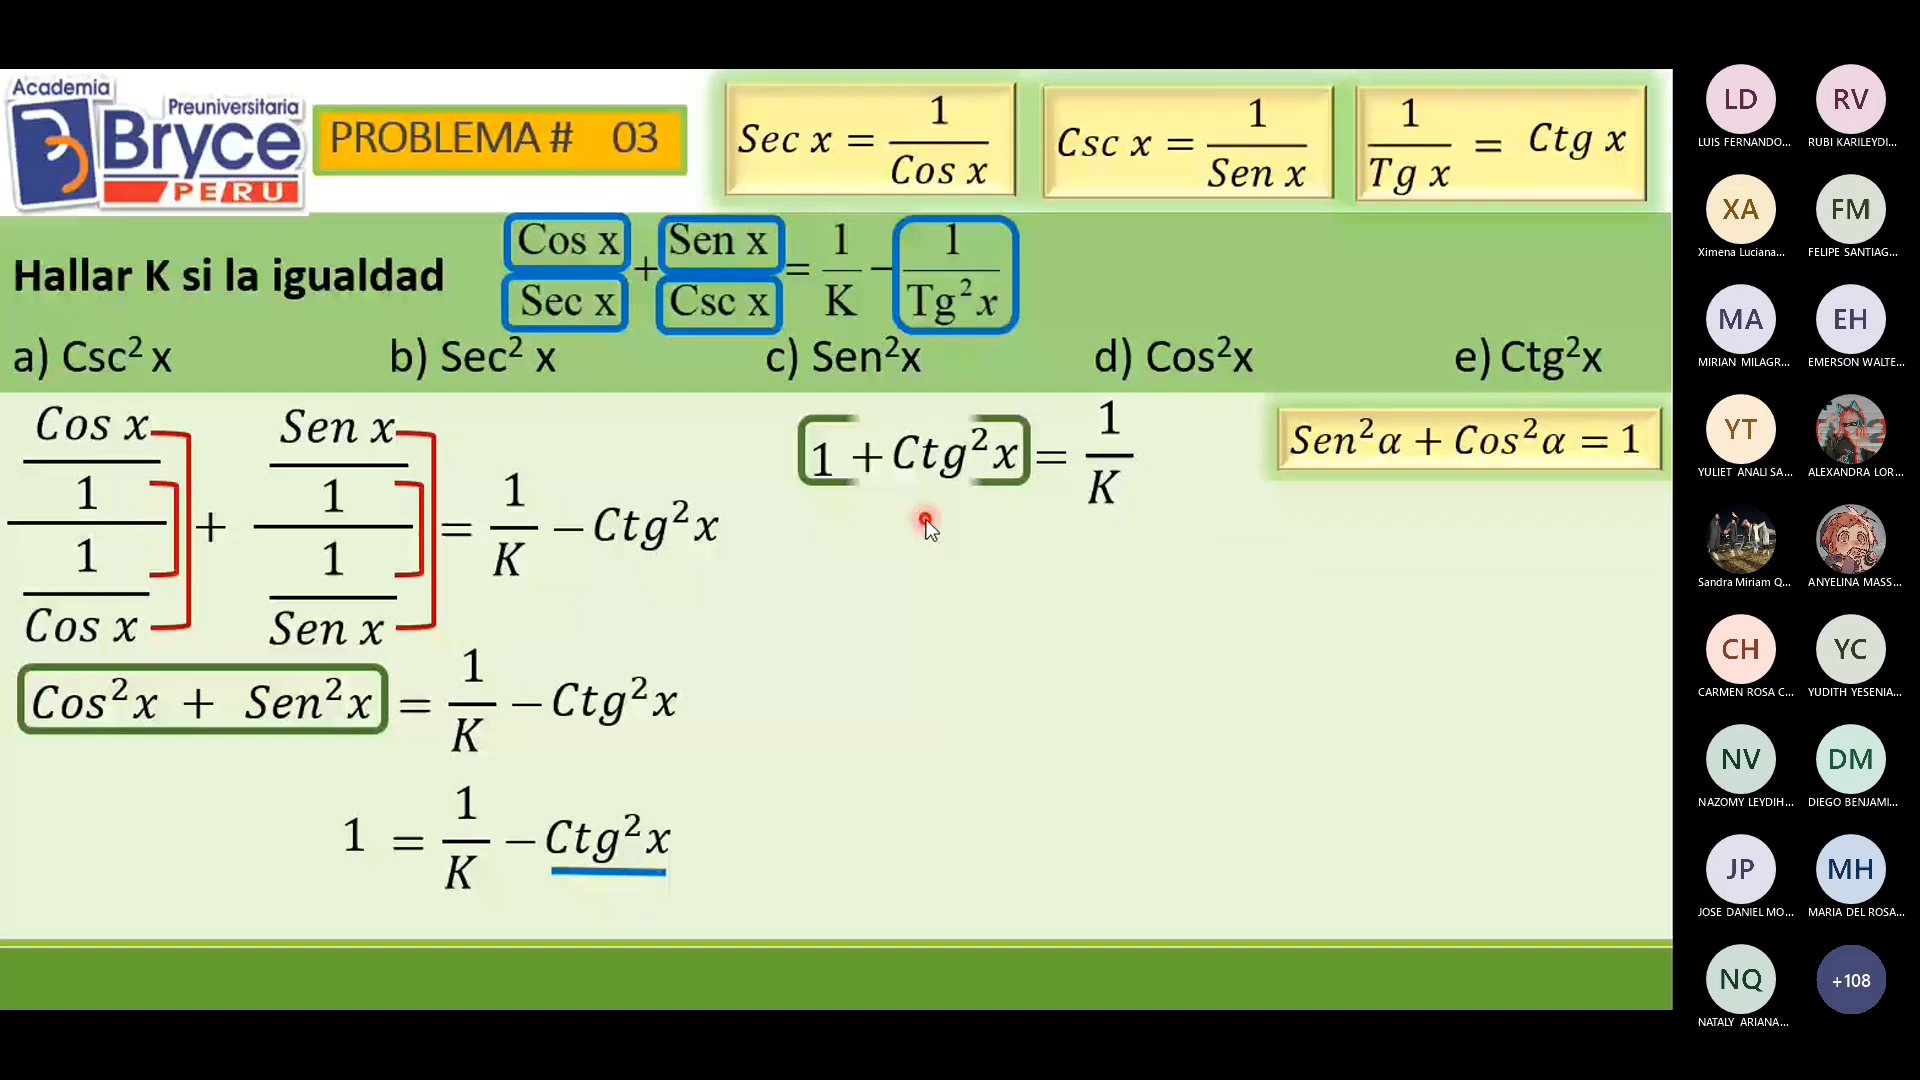 Academia
Preuniversitaria
Bryce
PERU
PROBLEMA # 03
Sec x = 1 / Cos x
Csc x = 1 / Sen x
1 / Tg x = Ctg x
Hallar K si la igualdad
Cos x / Sec x + Sen x / Csc x = 1 / K − 1 / Tg²x
a) Csc² x b) Sec² x c) Sen²x d) Cos²x e) Ctg²x
Cos x / 1 / 1 / Cos x + Sen x / 1 / 1 / Sen x = 1 / K − Ctg²x
Cos²x + Sen²x = 1 / K − Ctg²x
1 = 1 / K − Ctg²x
1 + Ctg²x = 1 / K
Sen²α + Cos²α = 1
LD
LUIS FERNANDO...
RV
RUBI KARILEYDI...
XA
Ximena Luciana...
FM
FELIPE SANTIAG...
MA
MIRIAN MILAGR...
EH
EMERSON WALTE...
YT
YULIET ANALI SA...
ALEXANDRA LOR...
Sandra Miriam Q...
ANYELINA MASS...
CH
CARMEN ROSA C...
YC
YUDITH YESENIA...
NV
NAZOMY LEYDIH...
DM
DIEGO BENJAMI...
JP
JOSE DANIEL MO...
MH
MARIA DEL ROSA...
NQ
NATALY ARIANA...
+108